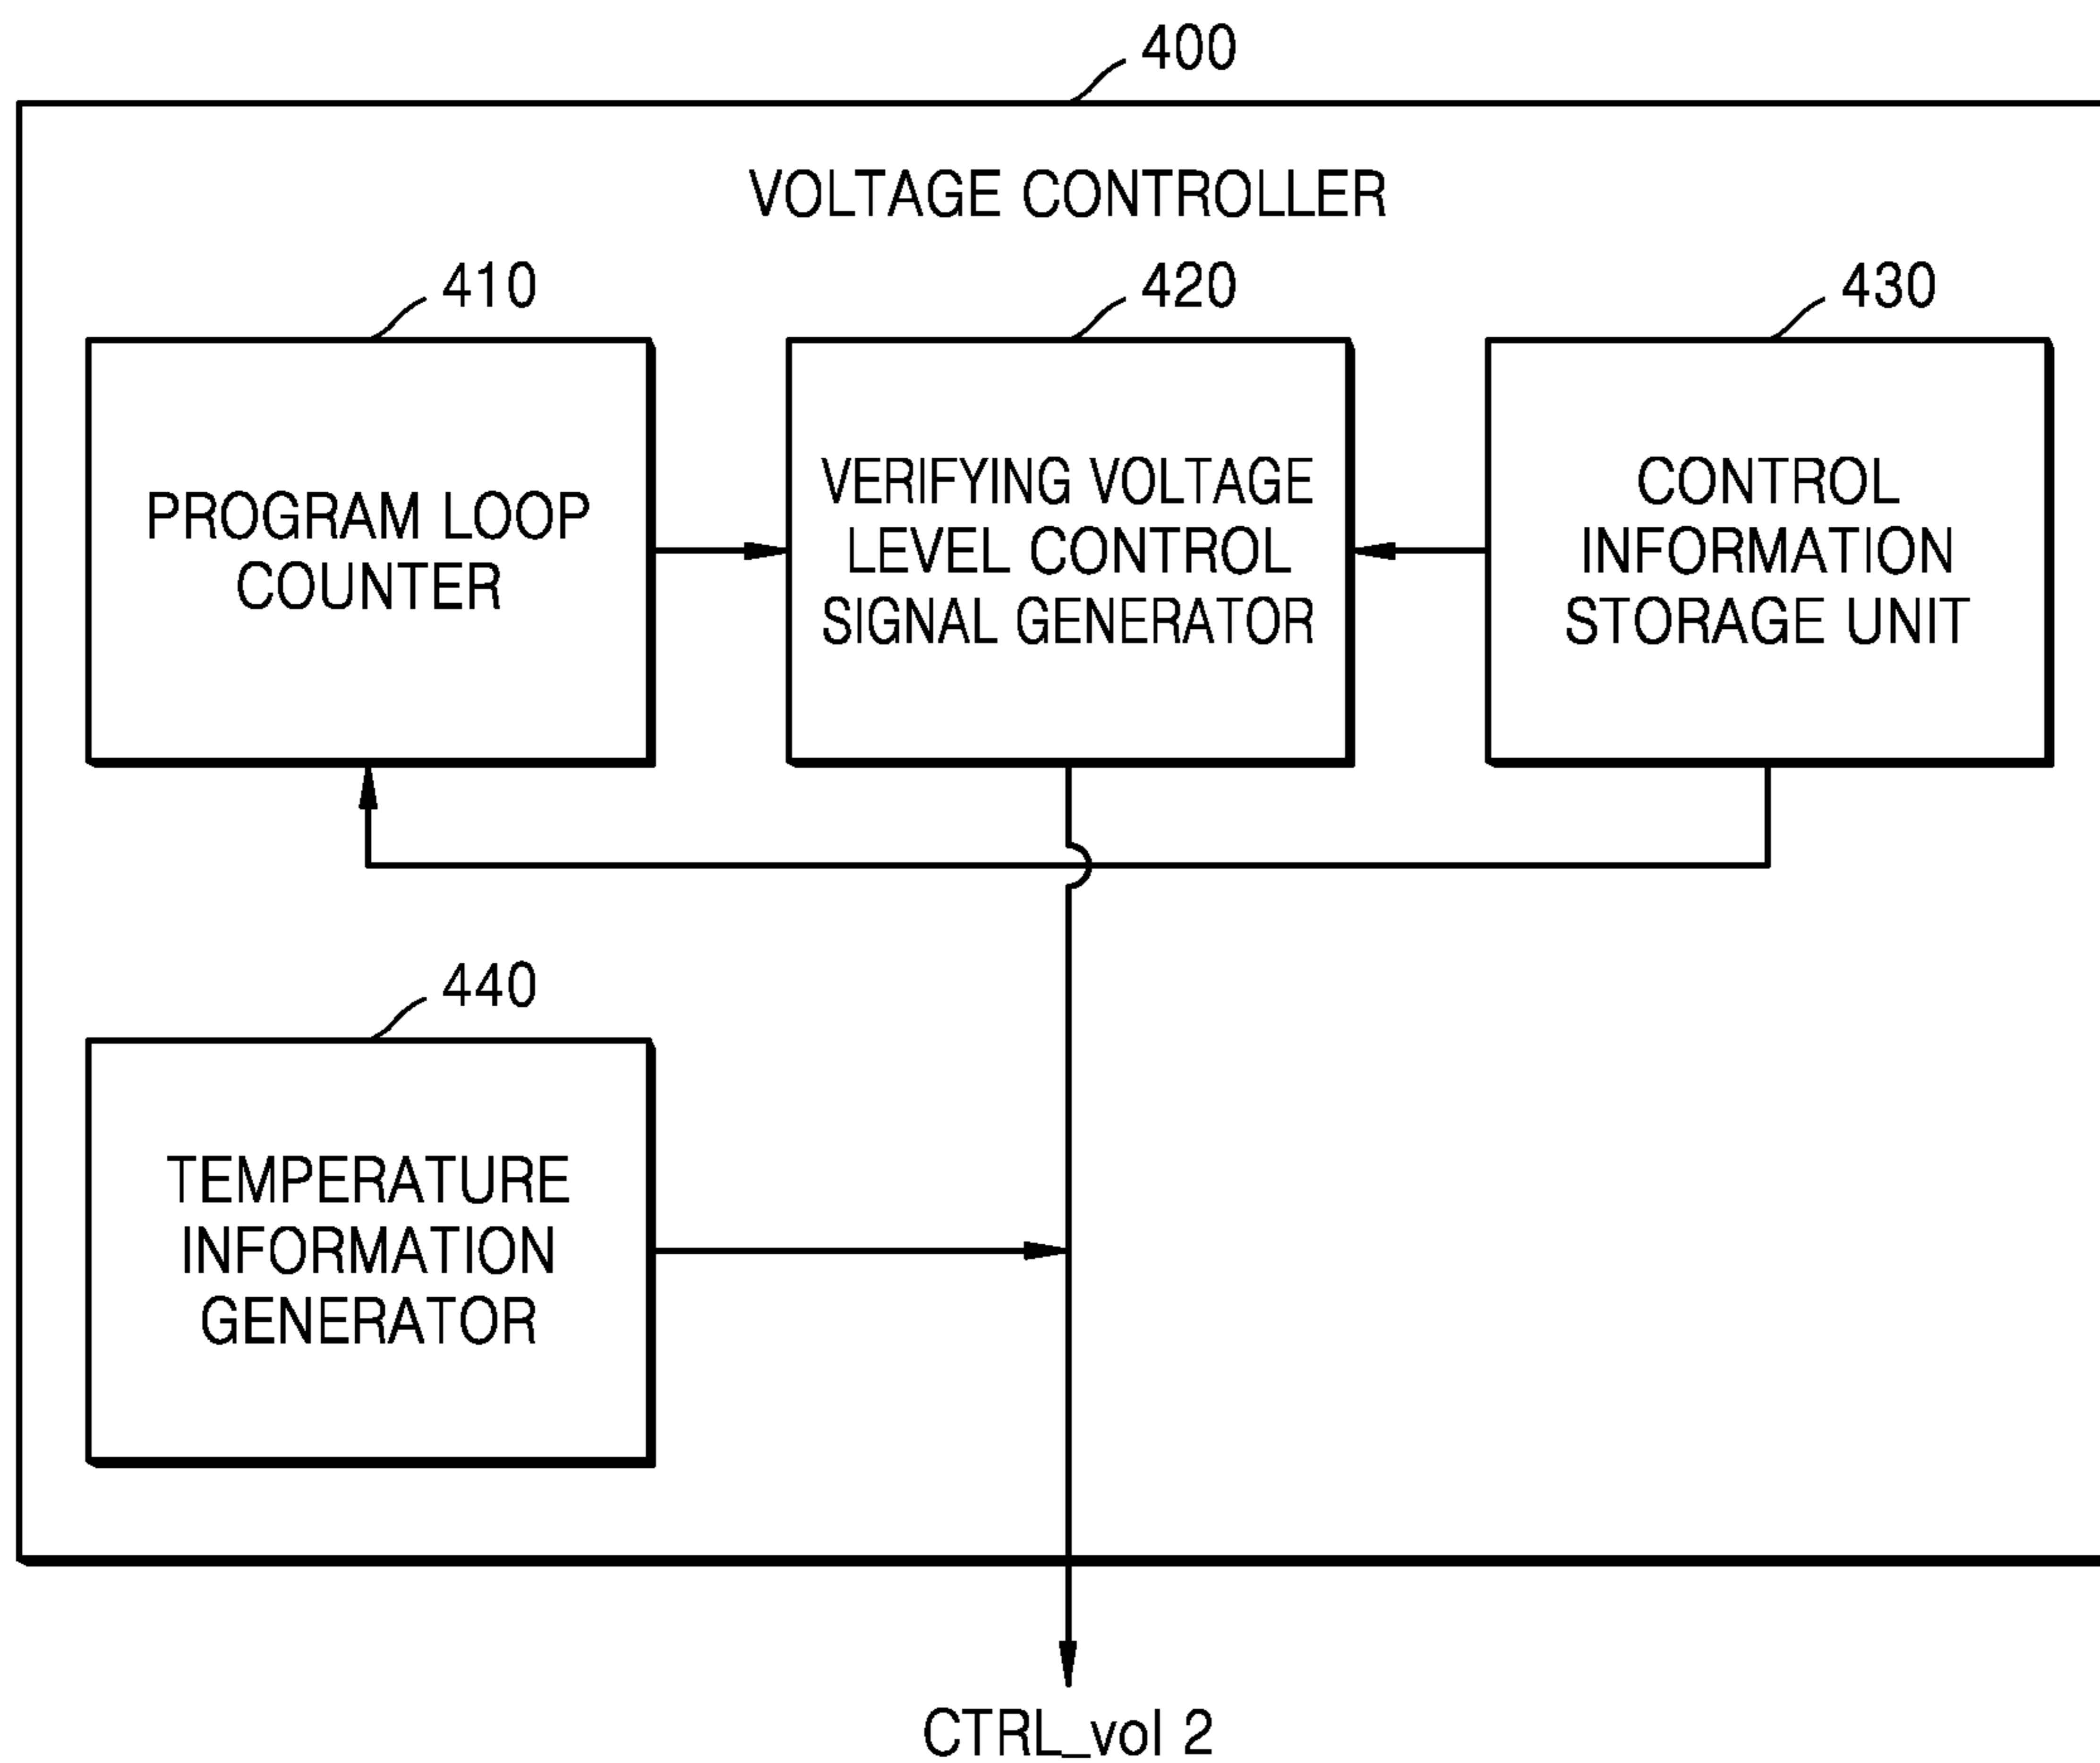 400
VOLTAGE CONTROLLER
410
420
430
PROGRAM LOOP
COUNTER
VERIFYING VOLTAGE
LEVEL CONTROL
SIGNAL GENERATOR
CONTROL
INFORMATION
STORAGE UNIT
440
TEMPERATURE
INFORMATION
GENERATOR
CTRL_vol 2